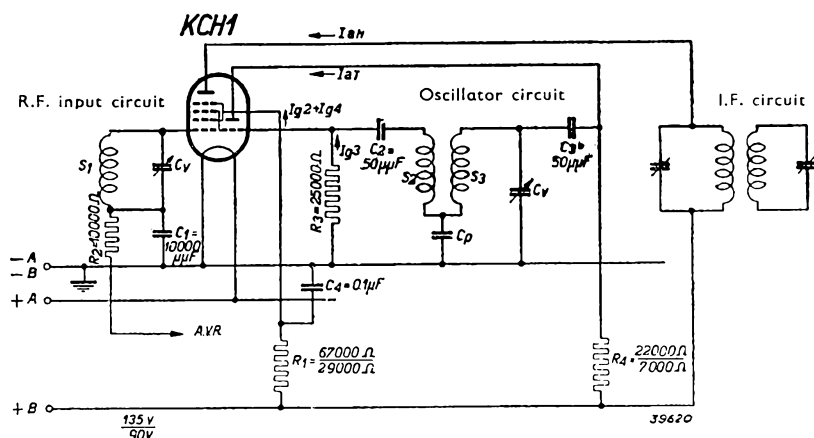 KCH1
IaH
IaT
R.F. input circuit
Oscillator circuit
I.F. circuit
Ig2+Ig4
Ig3
S1
Cv
C2=
50μμF
S2
S3
Cv
C3=
50μμF
R2=10000Ω
C1=
10000
μμF
R3=25000Ω
Cp
-A
-B
+A
C4=0.1μF
A.V.R.
R1= 67000Ω
29000Ω
R4= 22000Ω
7000Ω
+B
135V
90V
39620